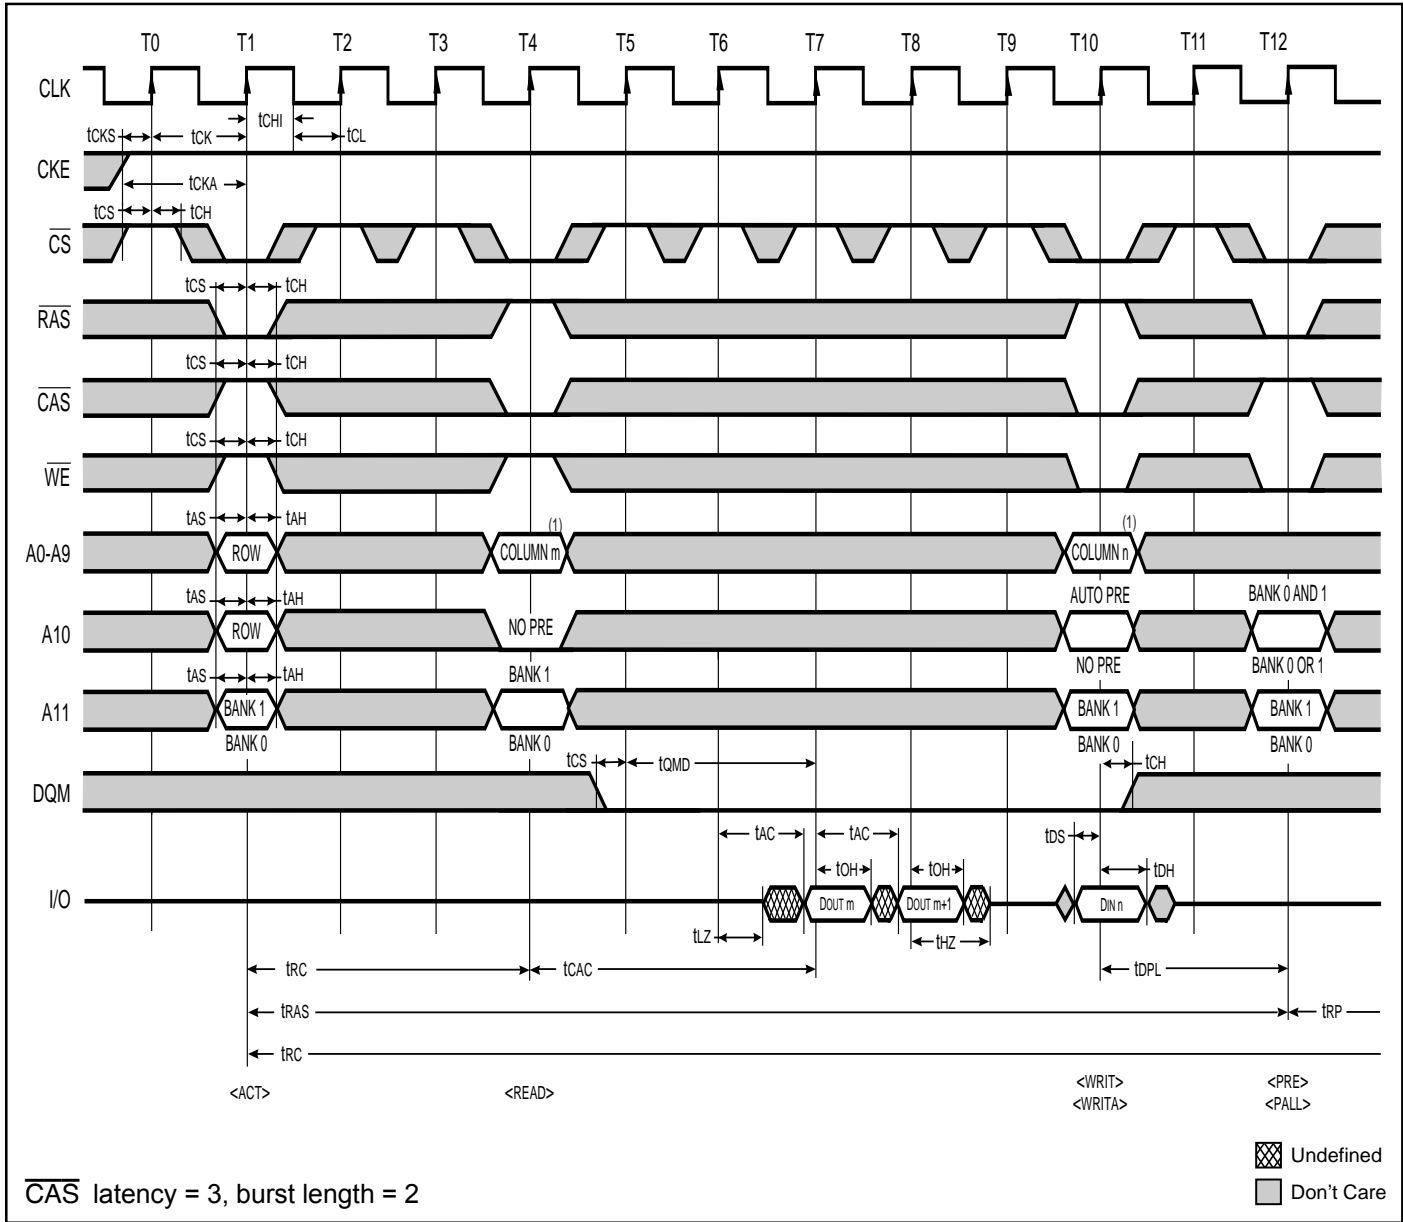 T0 T1 T2 T3 T4 T5 T6 T7 T8 T9 T10 T11 T12
CLK
tCHI
tCKS tCK tCL
CKE
tCKA
tCS tCH
CS
tCS tCH
RAS
tCS tCH
CAS
tCS tCH
WE
tAS tAH (1) (1)
A0-A9 ROW COLUMN m COLUMN n
tAS tAH AUTO PRE BANK 0 AND 1
A10 ROW NO PRE
tAS tAH BANK 1 NO PRE BANK 0 OR 1
A11 BANK 1 BANK 1 BANK 1
BANK 0 BANK 0 BANK 0 BANK 0
tCS tQMD tCH
DQM
tAC tAC tDS
tOH tOH tDH
I/O DOUT m DOUT m+1 DIN n
tLZ tHZ
tRC tCAC tDPL
tRAS tRP
tRC
<ACT> <READ> <WRIT> <PRE>
<WRITA> <PALL>
Undefined
CAS latency = 3, burst length = 2 Don't Care